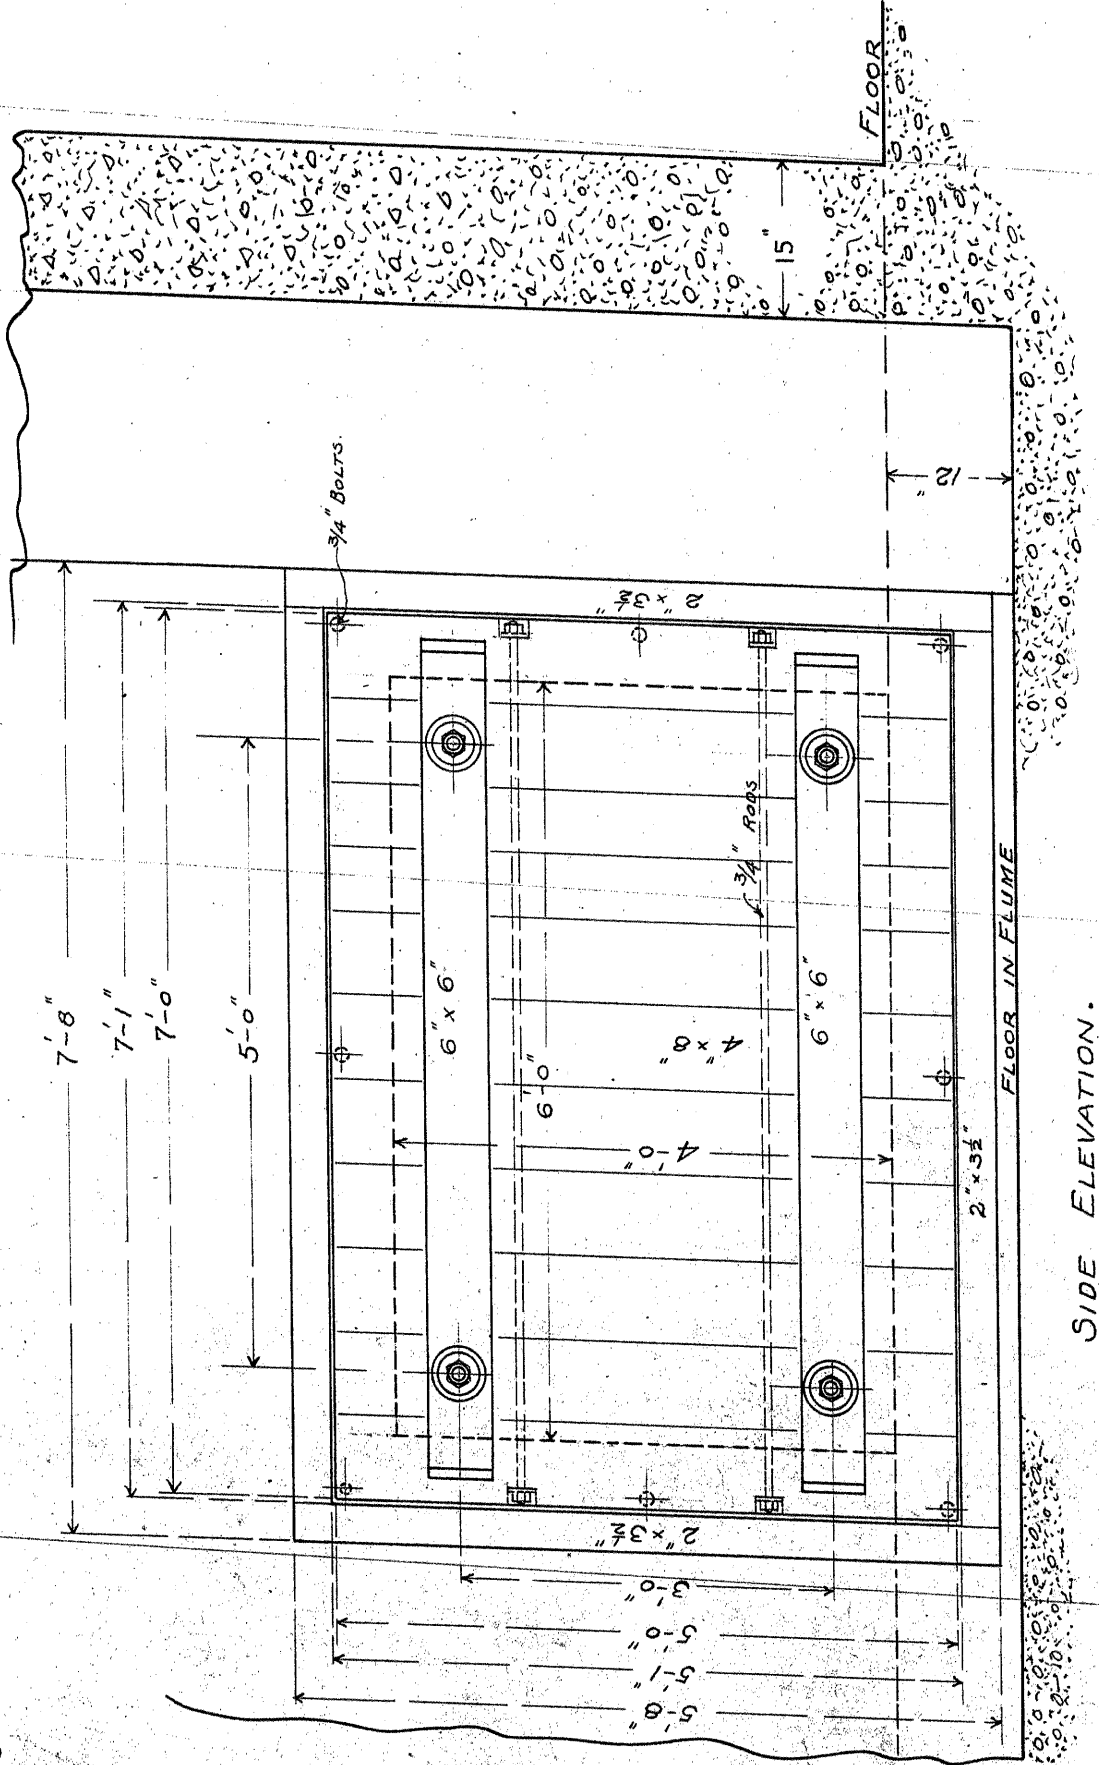 7'-8"
7'-1"
7'-0"
5'-0"
3/4" BOLTS.
2" × 3½"
6" × 6"
6'-0"
4" × 8"
4'-0"
3/4" RODS
6" × 6"
2" × 3½"
2" × 3½"
3'-0"
5'-0"
5'-1"
5'-8"
15"
12"
FLOOR
FLOOR IN FLUME
SIDE ELEVATION.